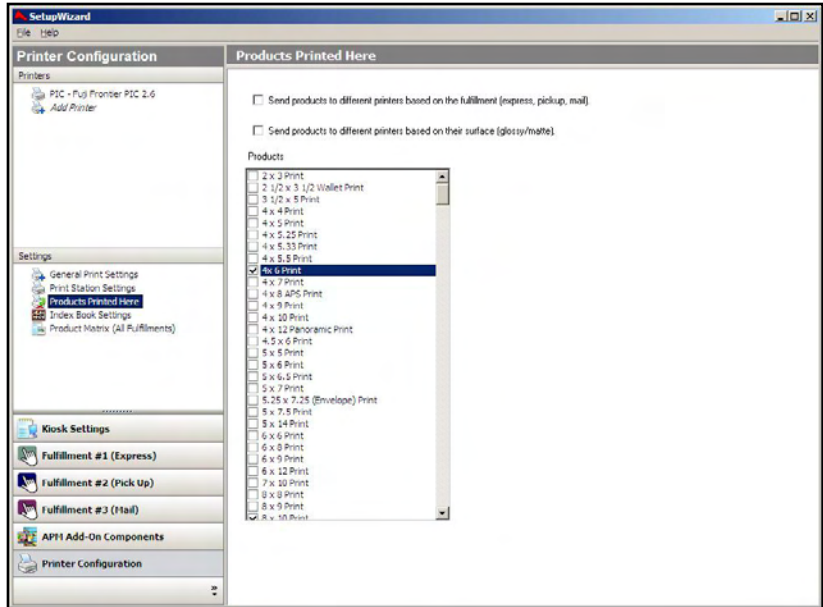 SetupWizard
File Help
Printer Configuration
Printers
PIC - Fuji Frontier PIC 2.6
Add Printer
Settings
General Print Settings
Print Station Settings
Products Printed Here
Index Book Settings
Product Matrix (All Fulfillments)
Kiosk Settings
Fulfillment #1 (Express)
Fulfillment #2 (Pick Up)
Fulfillment #3 (Mail)
APM Add-On Components
Printer Configuration
Products Printed Here
Send products to different printers based on the fulfillment (express, pickup, mail).
Send products to different printers based on their surface (glossy/matte).
Products
2 x 3 Print
2 1/2 x 3 1/2 Wallet Print
3 1/2 x 5 Print
4 x 4 Print
4 x 5 Print
4 x 5.25 Print
4 x 5.33 Print
4 x 5.5 Print
4x 6 Print
4 x 7 Print
4 x 8 APS Print
4 x 9 Print
4 x 10 Print
4 x 12 Panoramic Print
4.5 x 6 Print
5 x 5 Print
5 x 6 Print
5 x 6.5 Print
5 x 7 Print
5.25 x 7.25 (Envelope) Print
5 x 7.5 Print
5 x 14 Print
6 x 6 Print
6 x 8 Print
6 x 9 Print
6 x 12 Print
7 x 10 Print
8 x 8 Print
8 x 9 Print
8 x 10 Print